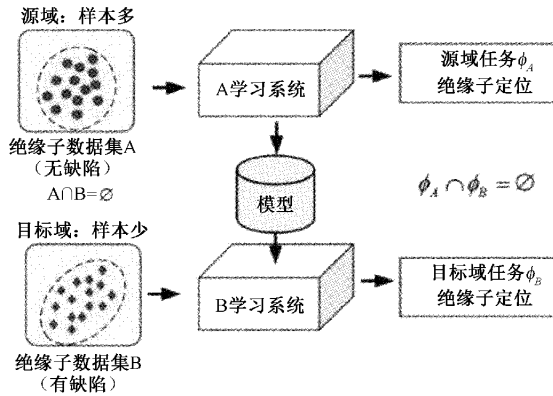 源域：样本多
绝缘子数据集A
（无缺陷）
A∩B=∅
A学习系统
源域任务ϕA
绝缘子定位
模型
ϕA∩ϕB=∅
目标域：样本少
绝缘子数据集B
（有缺陷）
B学习系统
目标域任务ϕB
绝缘子定位